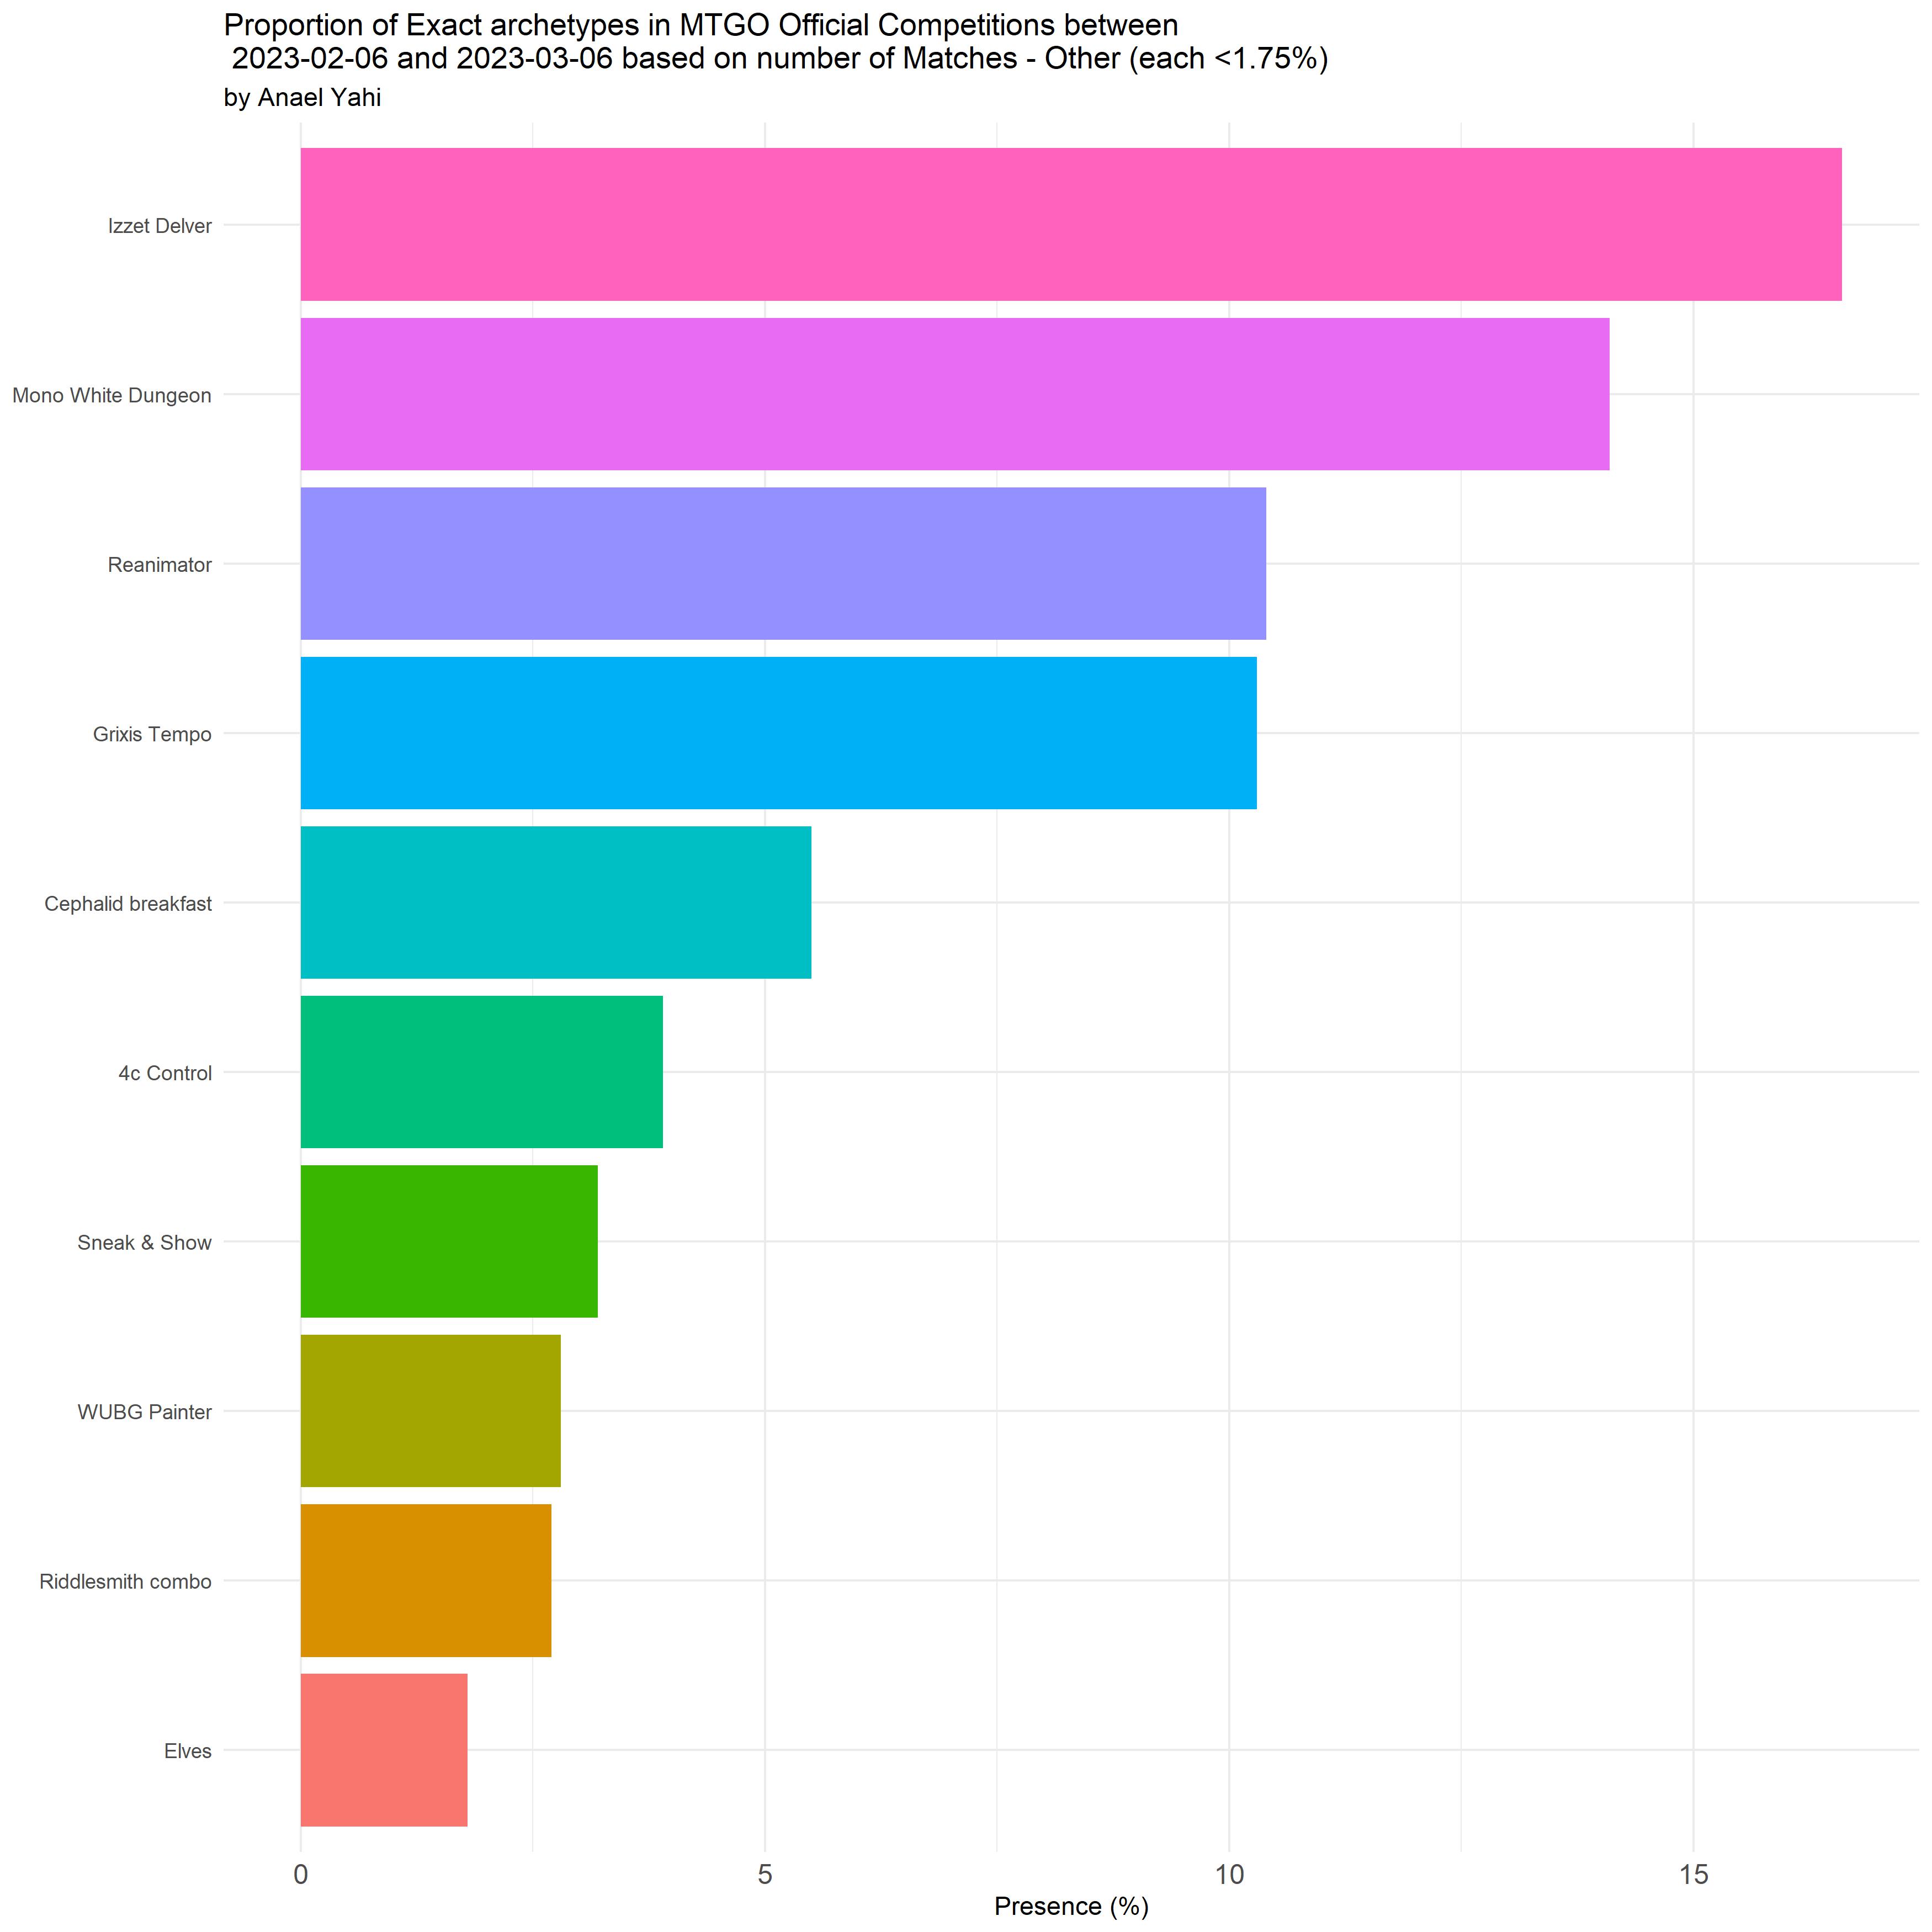 Proportion of Exact archetypes in MTGO Official Competitions between
2023-02-06 and 2023-03-06 based on number of Matches - Other (each <1.75%)
by Anael Yahi
Izzet Delver
Mono White Dungeon
Reanimator
Grixis Tempo
Cephalid breakfast
4c Control
Sneak & Show
WUBG Painter
Riddlesmith combo
Elves
0 5 10 15
Presence (%)